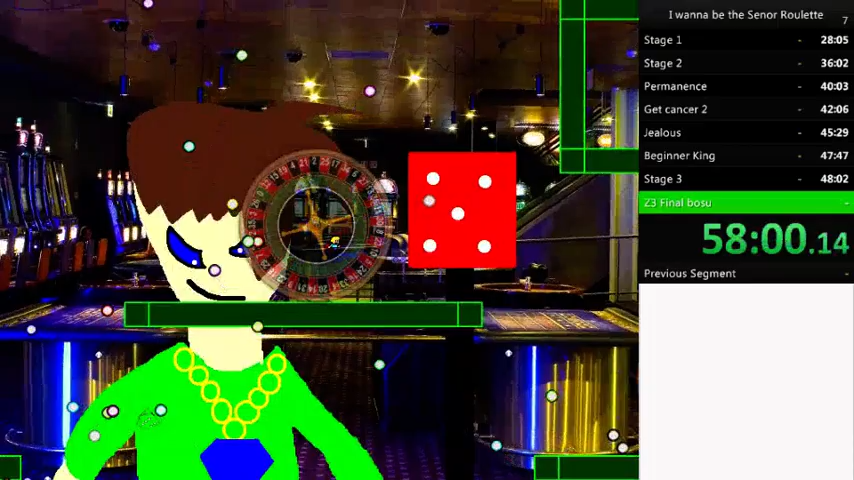 I wanna be the Senor Roulette
7
Stage 1 - 28:05
Stage 2 - 36:02
Permanence - 40:03
Get cancer 2 - 42:06
Jealous - 45:29
Beginner King - 47:47
Stage 3 - 48:02
Z3 Final bosu -
58:00.14
Previous Segment -